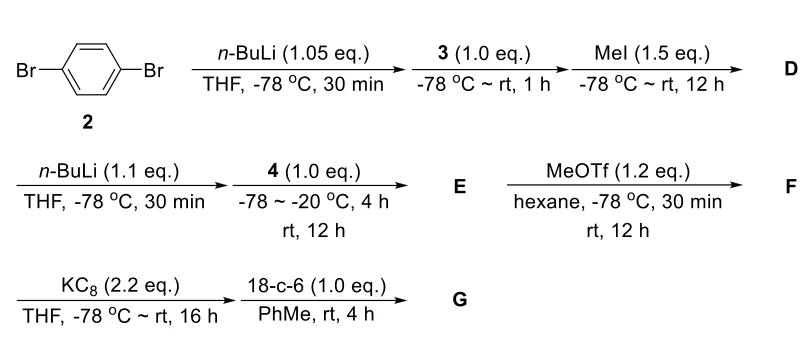 n-BuLi (1.05 eq.) 3 (1.0 eq.) MeI (1.5 eq.)
Br Br D
THF, -78 °C, 30 min -78 °C ~ rt, 1 h -78 °C ~ rt, 12 h
2
n-BuLi (1.1 eq.) 4 (1.0 eq.) MeOTf (1.2 eq.)
E F
THF, -78 °C, 30 min -78 ~ -20 °C, 4 h hexane, -78 °C, 30 min
rt, 12 h rt, 12 h
KC₈ (2.2 eq.) 18-c-6 (1.0 eq.)
G
THF, -78 °C ~ rt, 16 h PhMe, rt, 4 h